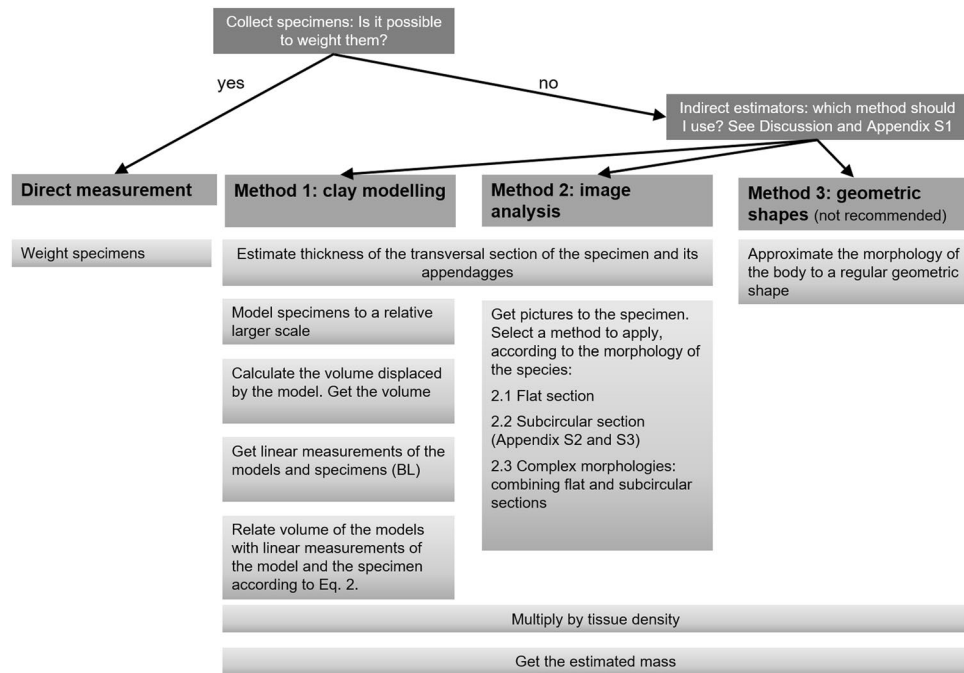 Collect specimens: Is it possible
to weight them?
yes
no
Indirect estimators: which method should
I use? See Discussion and Appendix S1
Direct measurement
Method 1: clay modelling
Method 2: image
analysis
Method 3: geometric
shapes (not recommended)
Weight specimens
Estimate thickness of the transversal section of the specimen and its
appendagges
Approximate the morphology of
the body to a regular geometric
shape
Model specimens to a relative
larger scale
Calculate the volume displaced
by the model. Get the volume
Get linear measurements of the
models and specimens (BL)
Relate volume of the models
with linear measurements of
the model and the specimen
according to Eq. 2.
Get pictures to the specimen.
Select a method to apply,
according to the morphology of
the species:
2.1 Flat section
2.2 Subcircular section
(Appendix S2 and S3)
2.3 Complex morphologies:
combining flat and subcircular
sections
Multiply by tissue density
Get the estimated mass